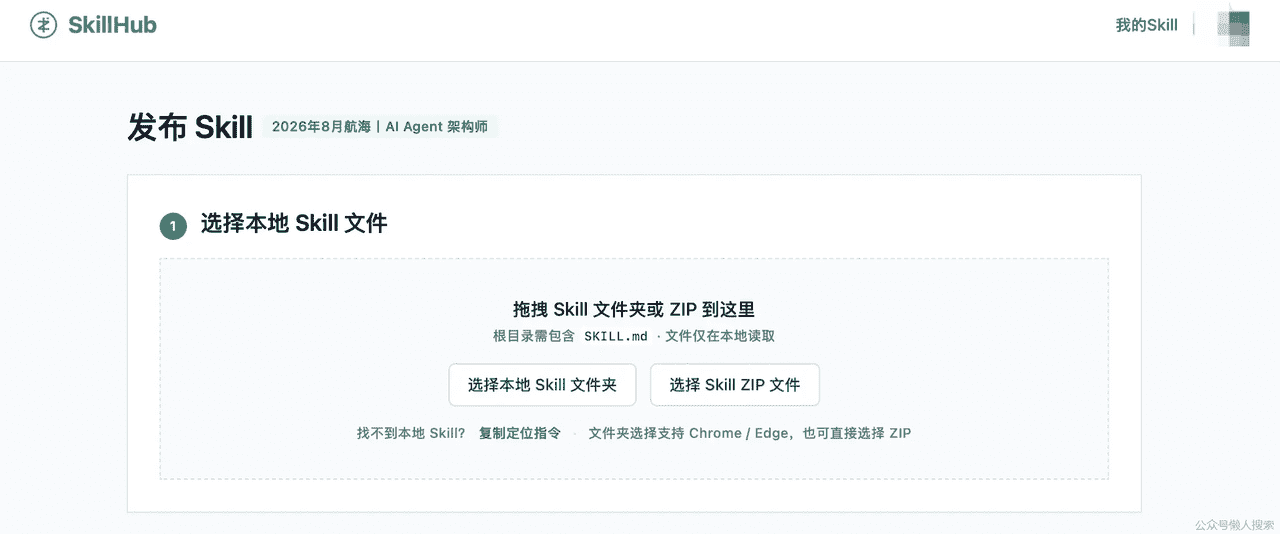 SkillHub
我的Skill
发布 Skill
2026年8月航海 | AI Agent 架构师
1 选择本地 Skill 文件
拖拽 Skill 文件夹或 ZIP 到这里
根目录需包含 SKILL.md · 文件仅在本地读取
选择本地 Skill 文件夹
选择 Skill ZIP 文件
找不到本地 Skill? 复制定位指令 · 文件夹选择支持 Chrome / Edge，也可直接选择 ZIP
公众号懒人搜索